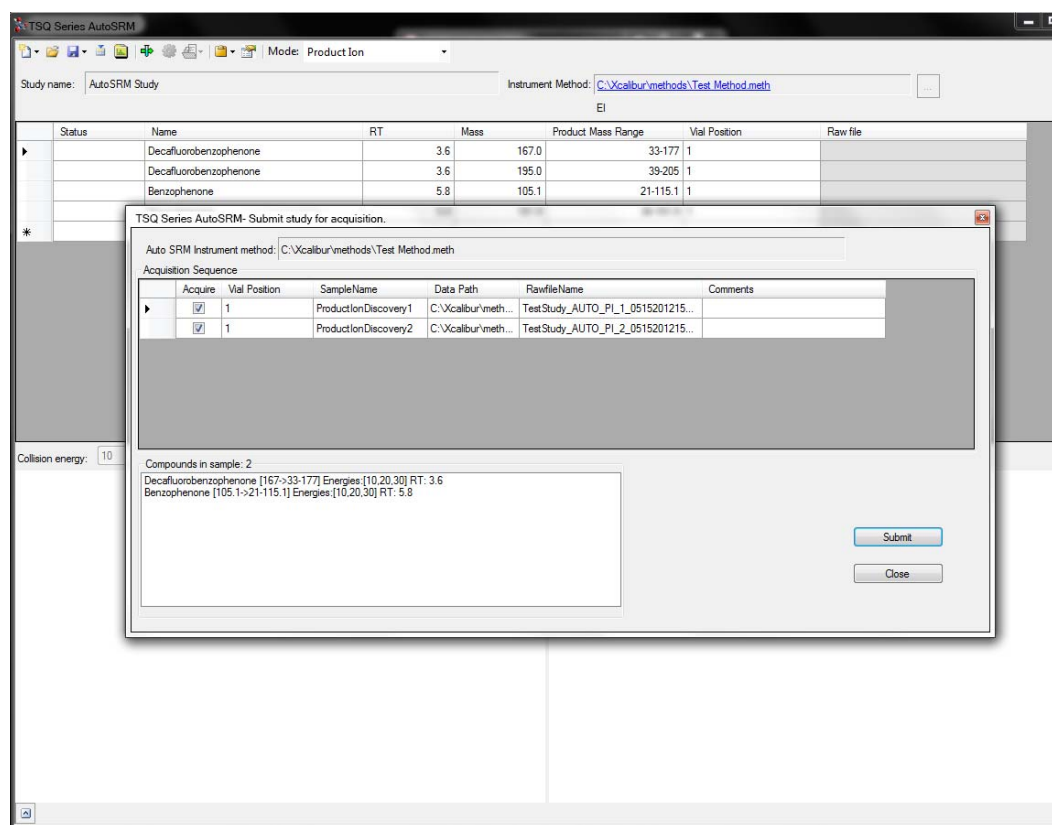 TSQ Series AutoSRM
Mode: Product Ion
Study name: AutoSRM Study Instrument Method: C:\Xcalibur\methods\Test Method.meth ...
EI
Status Name RT Mass Product Mass Range Vial Position Raw file
Decafluorobenzophenone 3.6 167.0 33-177 1
Decafluorobenzophenone 3.6 195.0 39-205 1
Benzophenone 5.8 105.1 21-115.1 1
TSQ Series AutoSRM- Submit study for acquisition.
Auto SRM Instrument method: C:\Xcalibur\methods\Test Method.meth
Acquisition Sequence
Acquire Vial Position SampleName Data Path RawfileName Comments
1 ProductIonDiscovery1 C:\Xcalibur\meth... TestStudy_AUTO_PI_1_0515201215...
1 ProductIonDiscovery2 C:\Xcalibur\meth... TestStudy_AUTO_PI_2_0515201215...
Collision energy: 10
Compounds in sample: 2
Decafluorobenzophenone [167->33-177] Energies:[10,20,30] RT: 3.6
Benzophenone [105.1->21-115.1] Energies:[10,20,30] RT: 5.8
Submit
Close